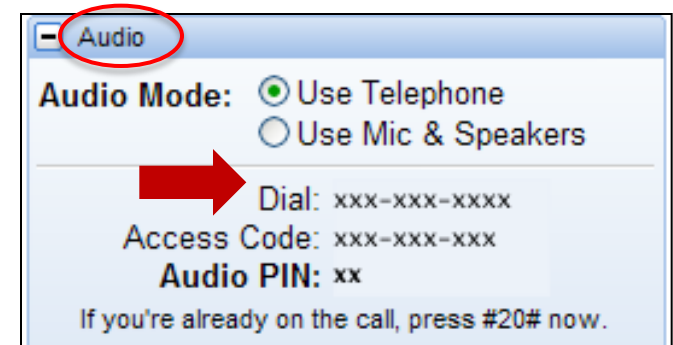 Audio
Audio Mode: Use Telephone
Use Mic & Speakers
Dial: xxx-xxx-xxxx
Access Code: xxx-xxx-xxx
Audio PIN: xx
If you're already on the call, press #20# now.